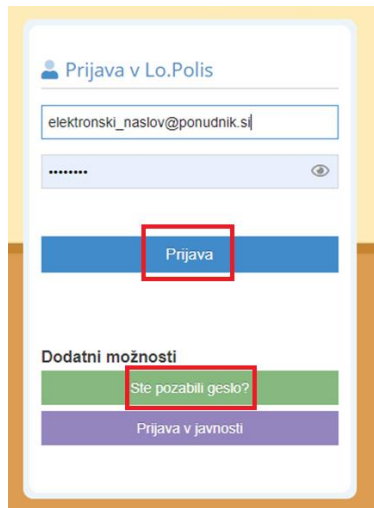 Prijava v Lo.Polis
elektronski_naslov@ponudnik.si
••••••••
Prijava
Dodatni možnosti
Ste pozabili geslo?
Prijava v javnosti